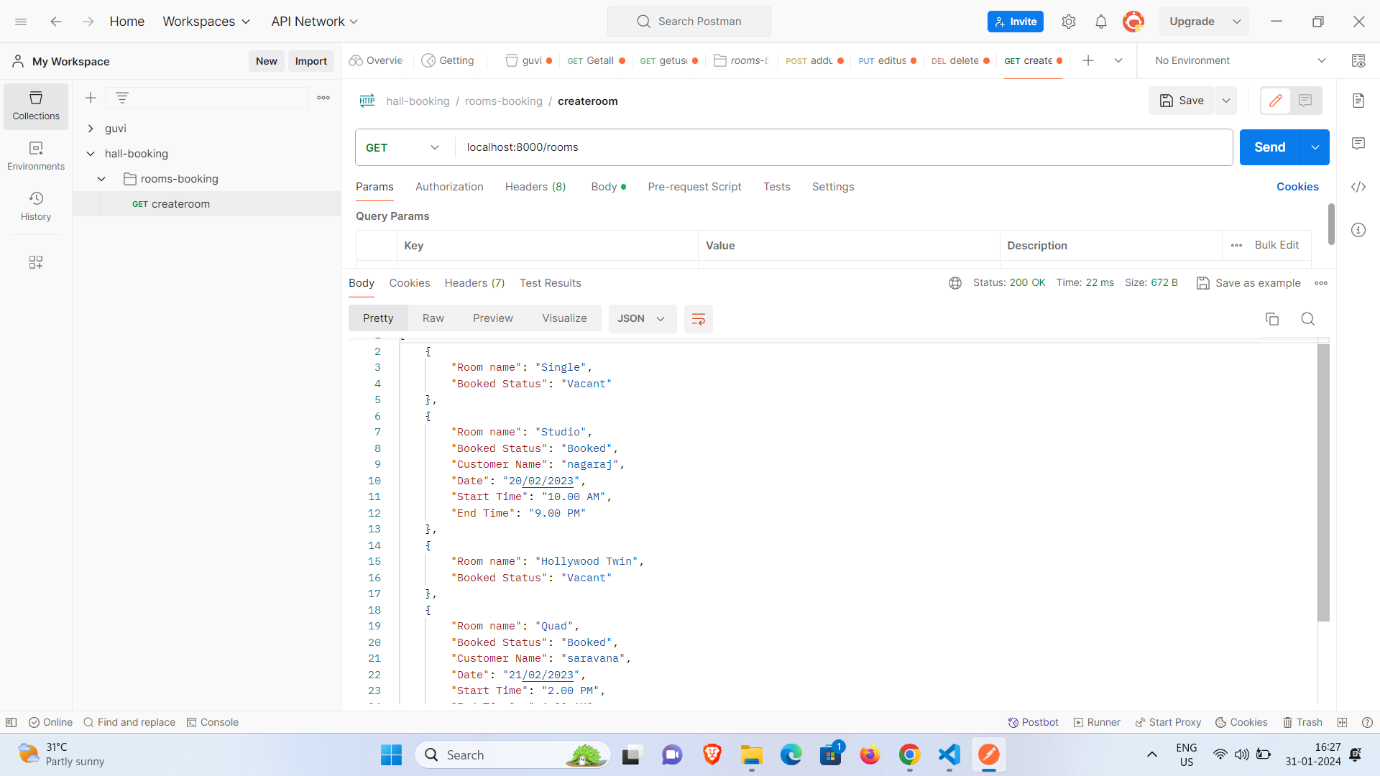 Home
Workspaces
API Network
Search Postman
Invite
Upgrade
My Workspace
New
Import
Overvie
Getting
guvi
GET Getall
GET getuse
rooms-b
POST addu
PUT editus
DEL delete
GET create
No Environment
Collections
Environments
History
guvi
hall-booking
rooms-booking
GET createroom
HTTP
hall-booking / rooms-booking / createroom
Save
GET
localhost:8000/rooms
Send
Params
Authorization
Headers (8)
Body
Pre-request Script
Tests
Settings
Cookies
Query Params
Key
Value
Description
Bulk Edit
Body
Cookies
Headers (7)
Test Results
Status: 200 OK
Time: 22 ms
Size: 672 B
Save as example
Pretty
Raw
Preview
Visualize
JSON
2 {
3 "Room name": "Single",
4 "Booked Status": "Vacant"
5 },
6 {
7 "Room name": "Studio",
8 "Booked Status": "Booked",
9 "Customer Name": "nagaraj",
10 "Date": "20/02/2023",
11 "Start Time": "10.00 AM",
12 "End Time": "9.00 PM"
13 },
14 {
15 "Room name": "Hollywood Twin",
16 "Booked Status": "Vacant"
17 },
18 {
19 "Room name": "Quad",
20 "Booked Status": "Booked",
21 "Customer Name": "saravana",
22 "Date": "21/02/2023",
23 "Start Time": "2.00 PM",
Online
Find and replace
Console
Postbot
Runner
Start Proxy
Cookies
Trash
31°C
Partly sunny
Search
1
ENG
US
16:27
31-01-2024